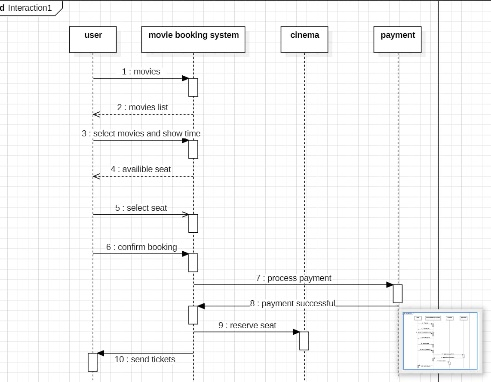 d Interaction1
user
movie booking system
cinema
payment
1 : movies
2 : movies list
3 : select movies and show time
4 : availible seat
5 : select seat
6 : confirm booking
7 : process payment
8 : payment successful
9 : reserve seat
10 : send tickets